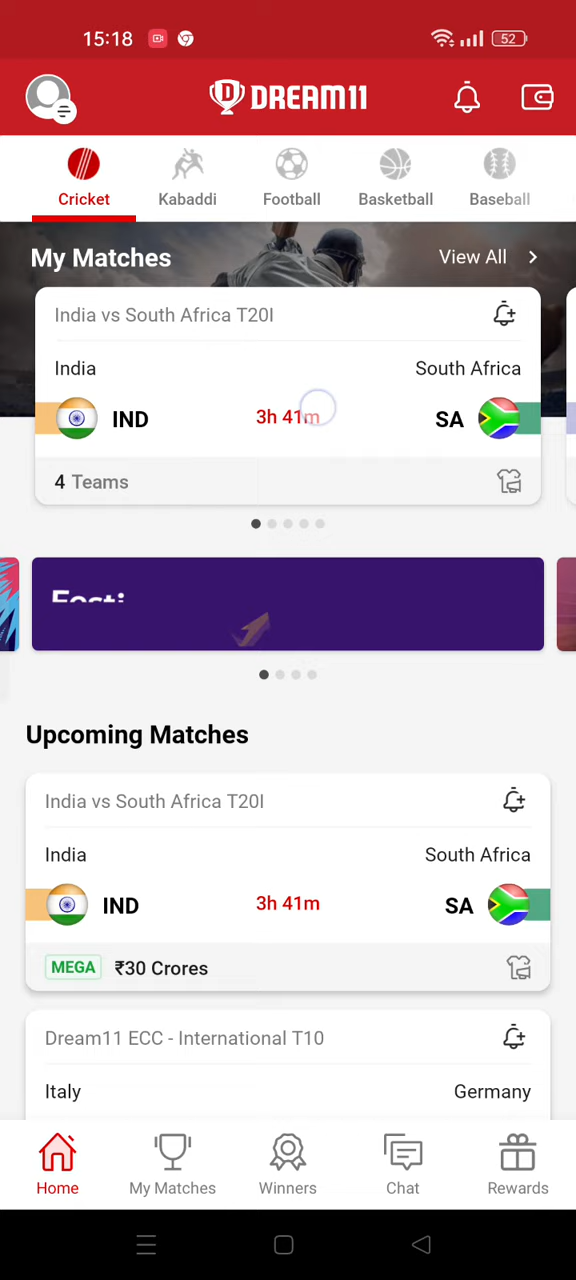 15:18
52
DREAM11
Cricket
Kabaddi
Football
Basketball
Baseball
My Matches
View All
India vs South Africa T20I
India
South Africa
IND
3h 41m
SA
4 Teams
Upcoming Matches
India vs South Africa T20I
India
South Africa
IND
3h 41m
SA
MEGA
₹30 Crores
Dream11 ECC - International T10
Italy
Germany
Home
My Matches
Winners
Chat
Rewards